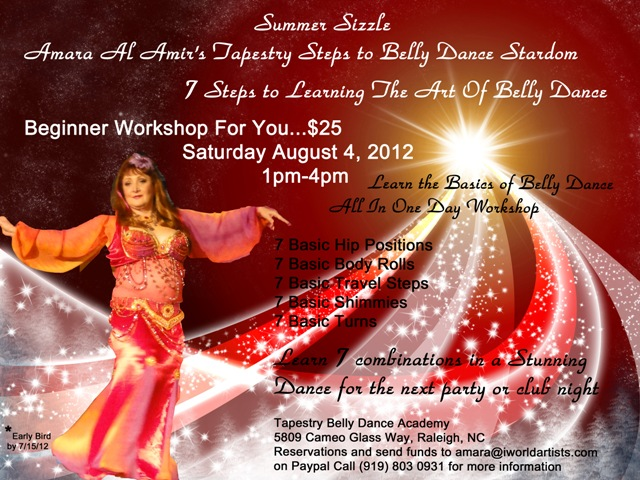 Summer Sizzle
Amara Al Amir's Tapestry Steps to Belly Dance Stardom
7 Steps to Learning The Art Of Belly Dance
Beginner Workshop For You...$25
Saturday August 4, 2012
1pm-4pm
Learn the Basics of Belly Dance
All In One Day Workshop
7 Basic Hip Positions
7 Basic Body Rolls
7 Basic Travel Steps
7 Basic Shimmies
7 Basic Turns
Learn 7 combinations in a Stunning
Dance for the next party or club night
Tapestry Belly Dance Academy
5809 Cameo Glass Way, Raleigh, NC
Reservations and send funds to amara@iworldartists.com
on Paypal Call (919) 803 0931 for more information
*Early Bird
by 7/15/12